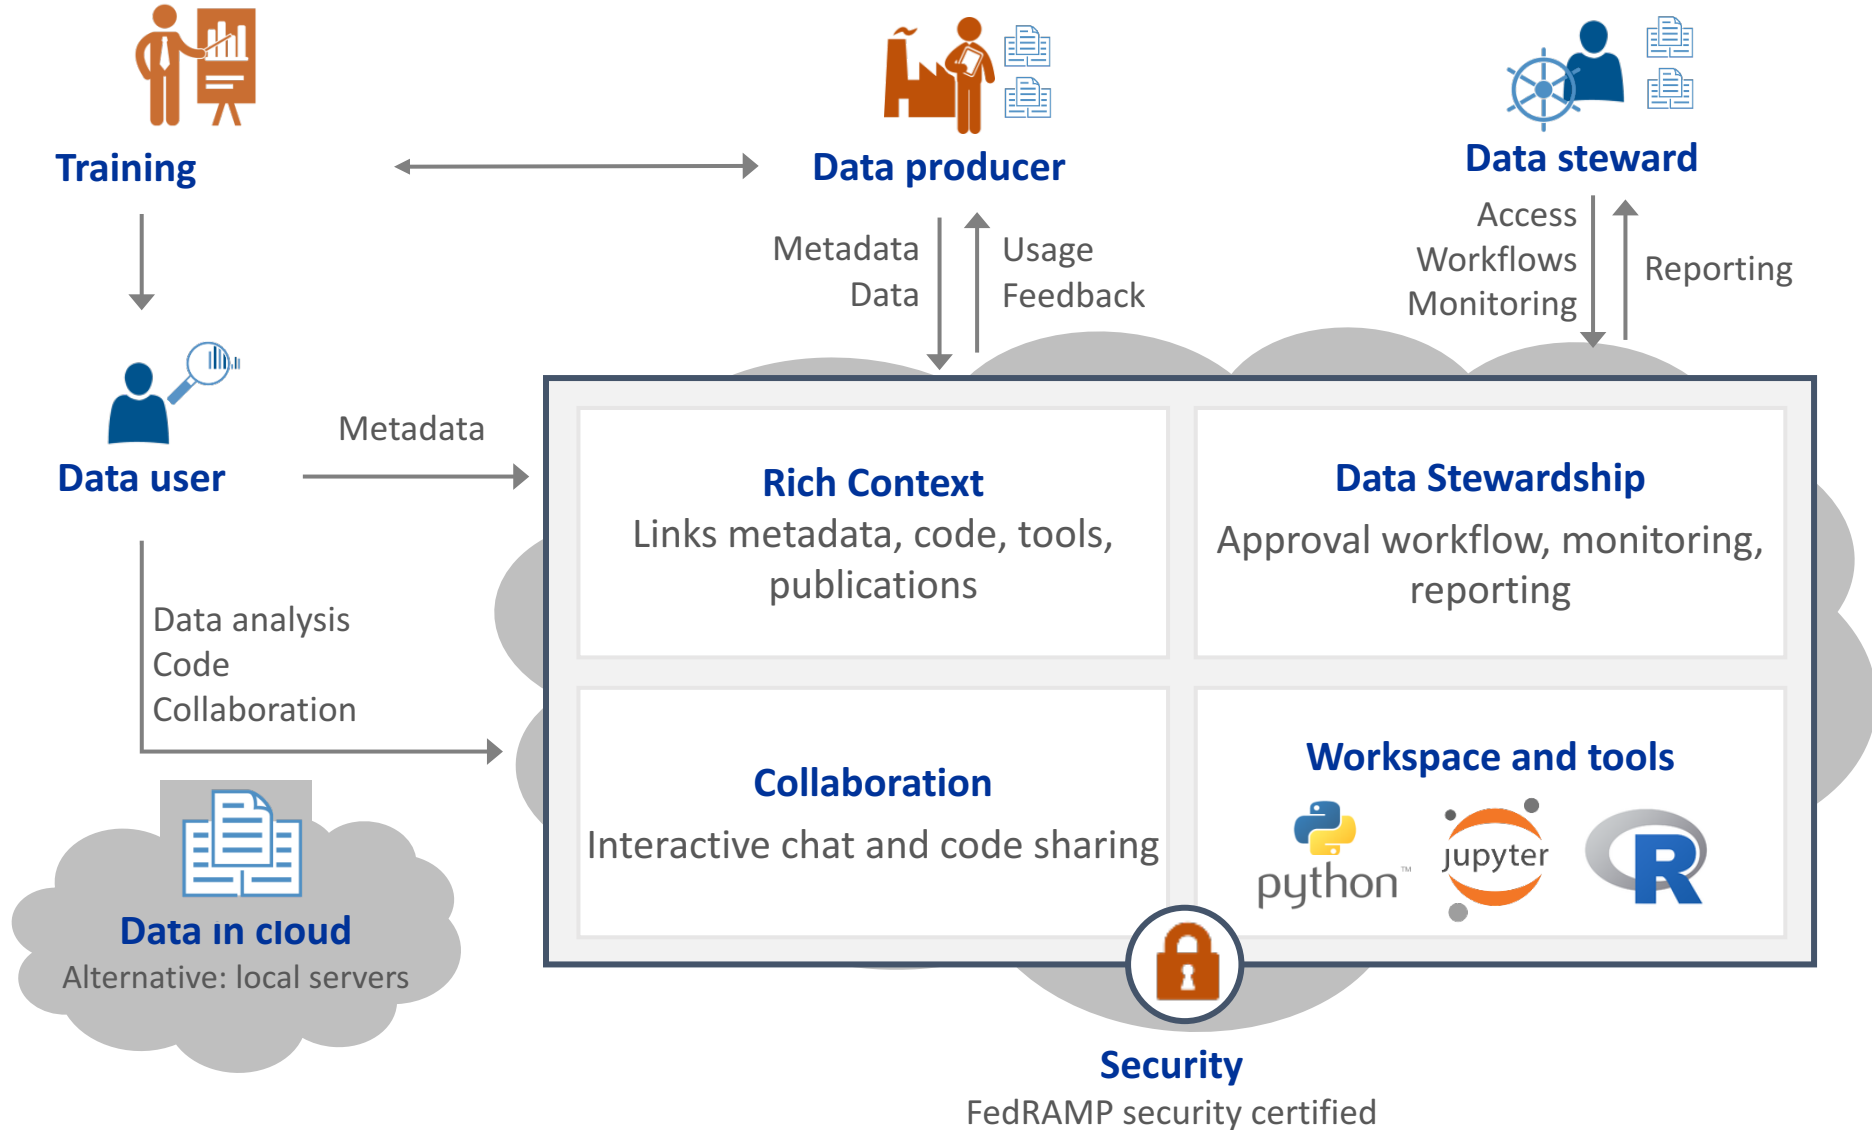 Training
Data producer
Data steward
Metadata
Data
Usage
Feedback
Access
Workflows
Monitoring
Reporting
Data user
Metadata
Data analysis
Code
Collaboration
Rich Context
Links metadata, code, tools,
publications
Data Stewardship
Approval workflow, monitoring,
reporting
Collaboration
Interactive chat and code sharing
Workspace and tools
python™
jupyter
R
Data in cloud
Alternative: local servers
Security
FedRAMP security certified